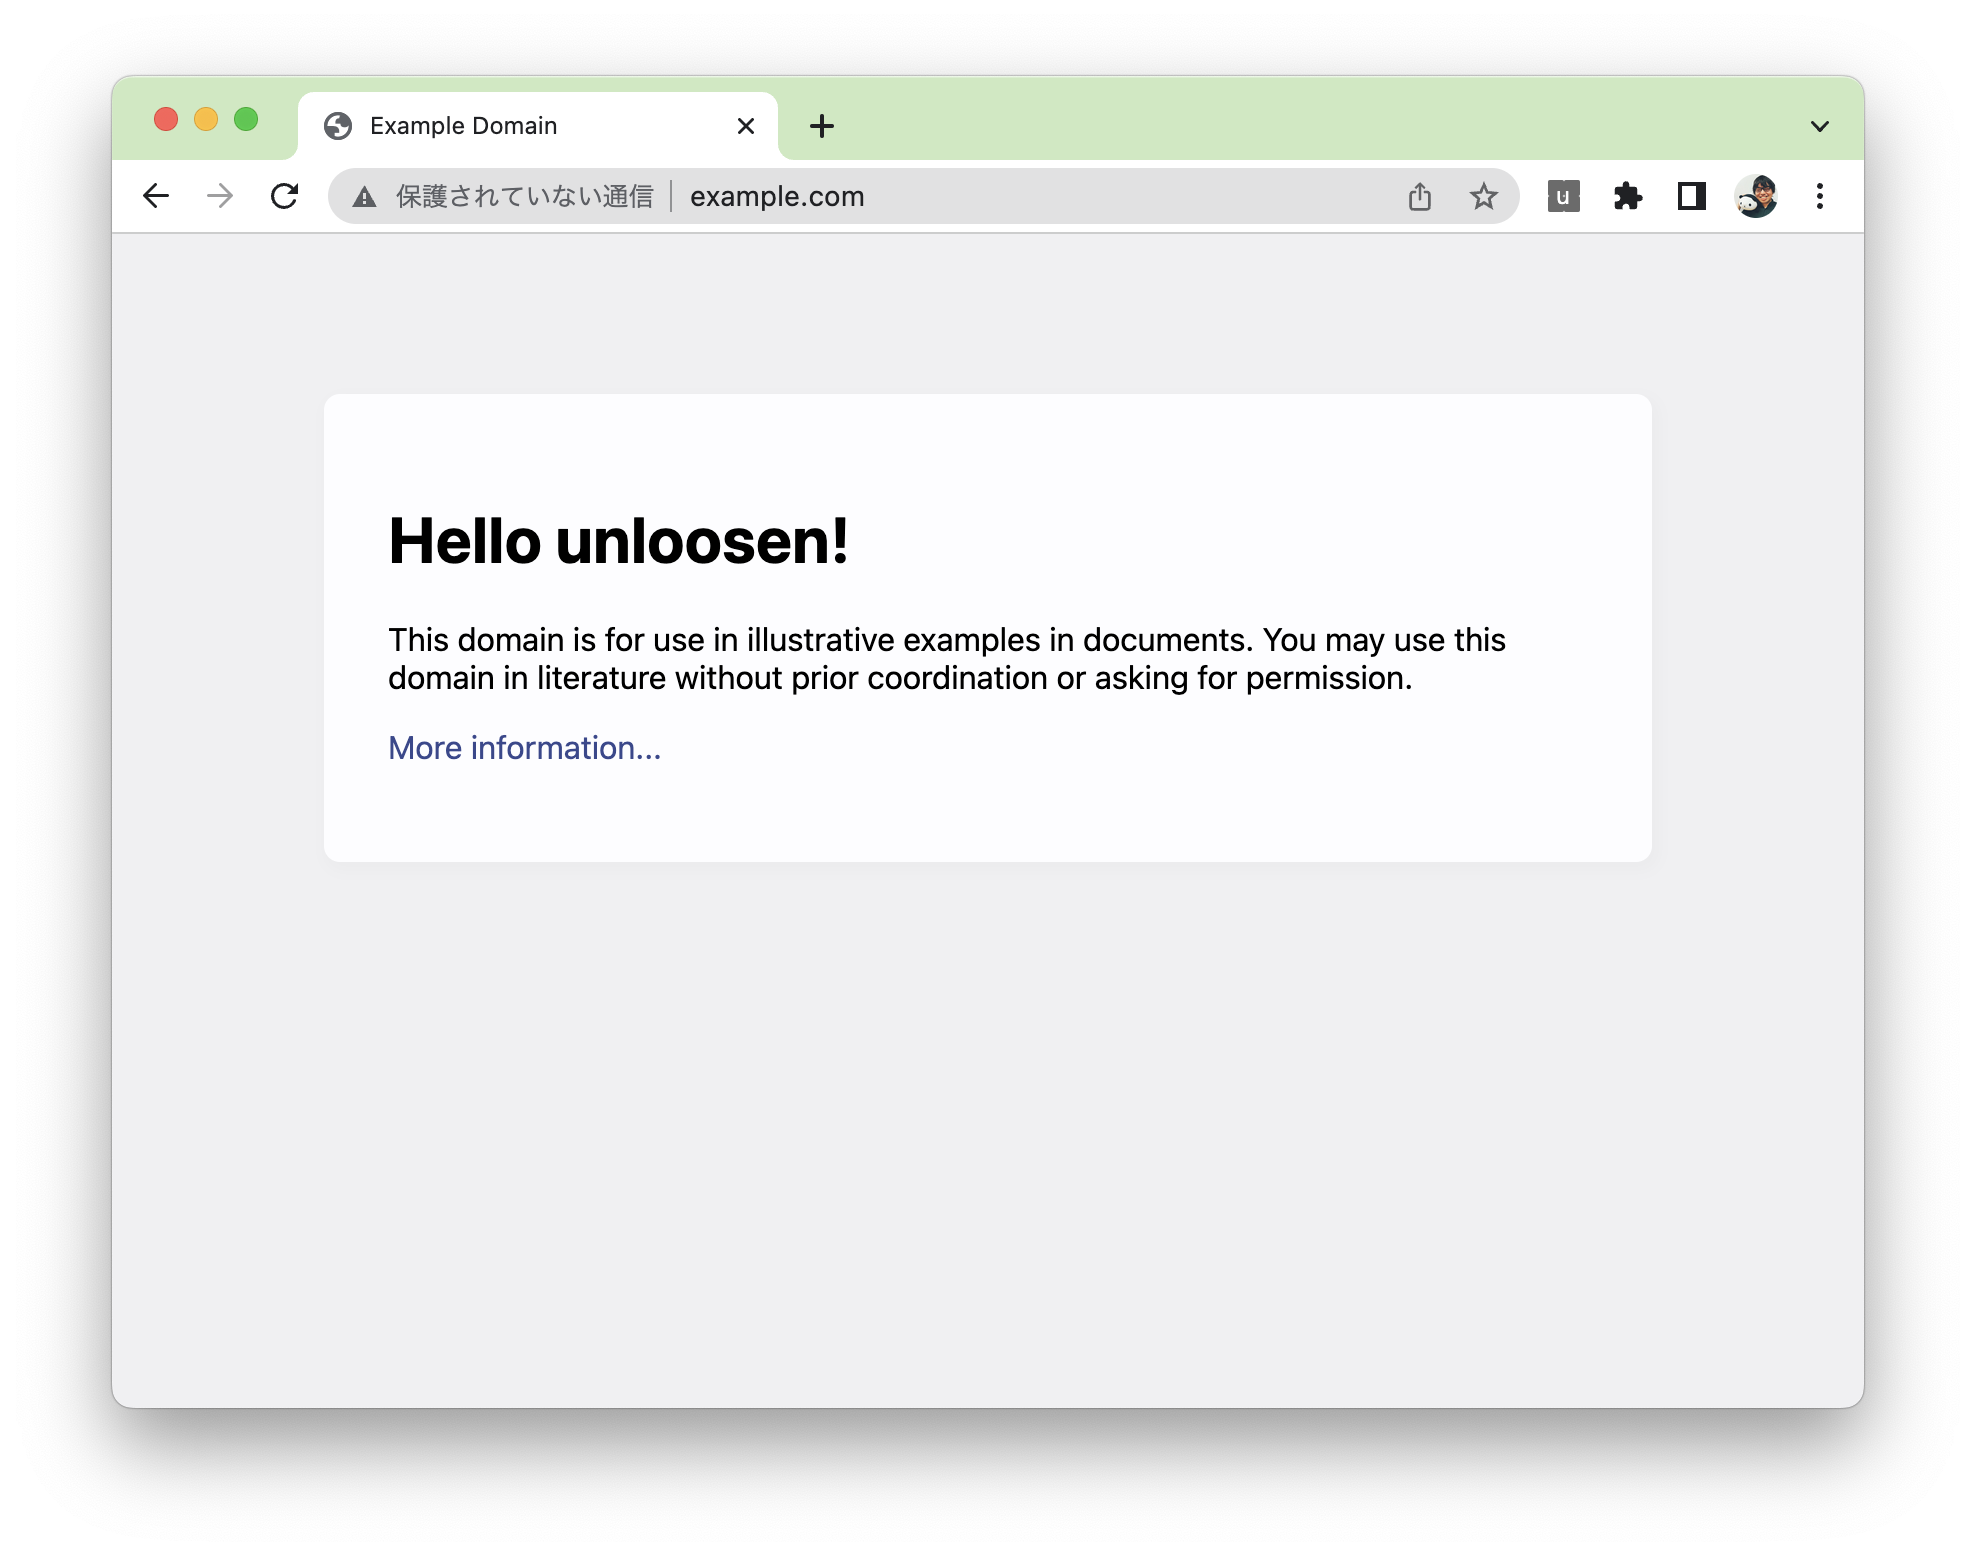 Example Domain
保護されていない通信 example.com
u
Hello unloosen!
This domain is for use in illustrative examples in documents. You may use this
domain in literature without prior coordination or asking for permission.
More information...